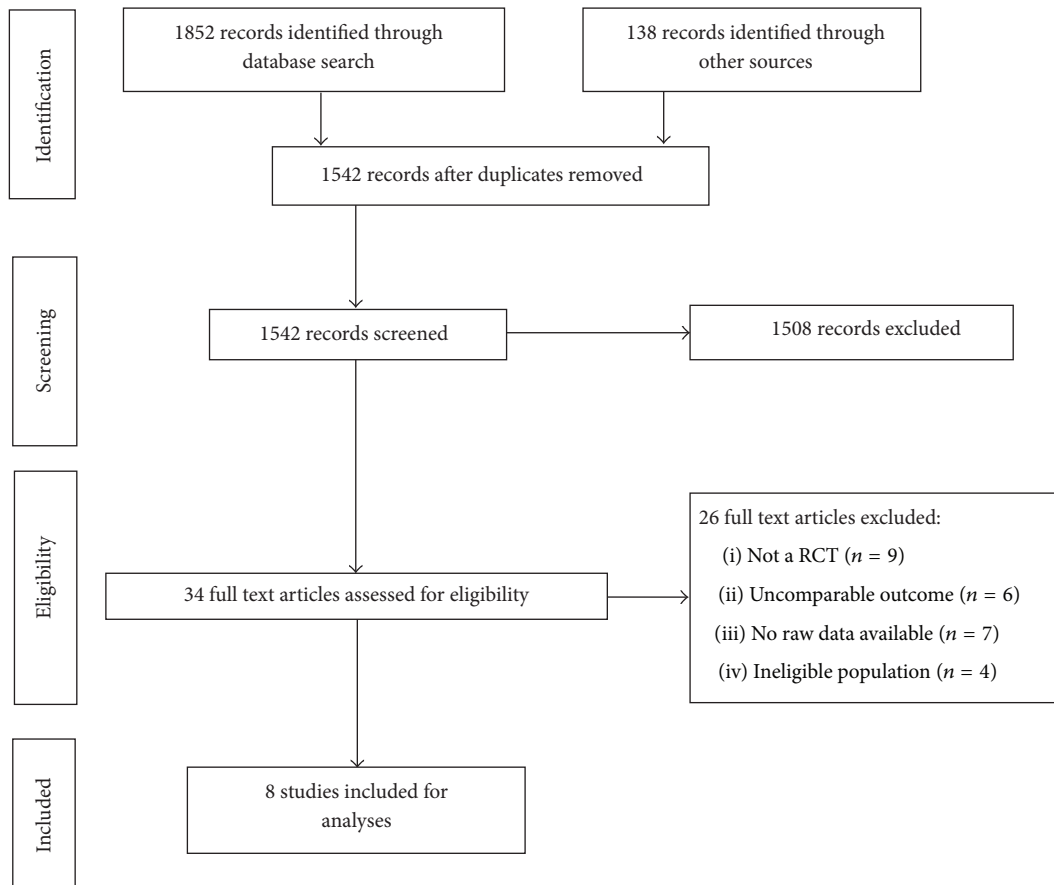 Identification
1852 records identified through
database search
138 records identified through
other sources
1542 records after duplicates removed
Screening
1542 records screened
1508 records excluded
Eligibility
34 full text articles assessed for eligibility
26 full text articles excluded:
(i) Not a RCT (n = 9)
(ii) Uncomparable outcome (n = 6)
(iii) No raw data available (n = 7)
(iv) Ineligible population (n = 4)
Included
8 studies included for
analyses